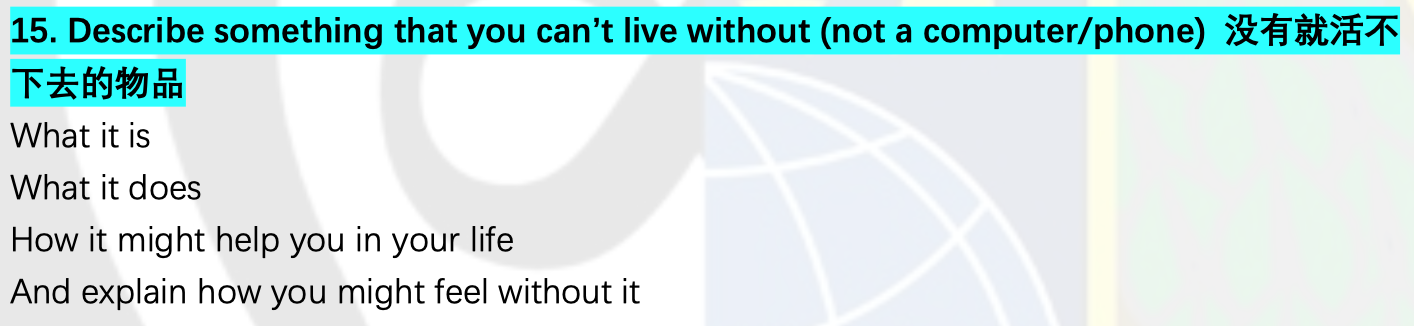 15. Describe something that you can’t live without (not a computer/phone) 没有就活不
下去的物品
What it is
What it does
How it might help you in your life
And explain how you might feel without it